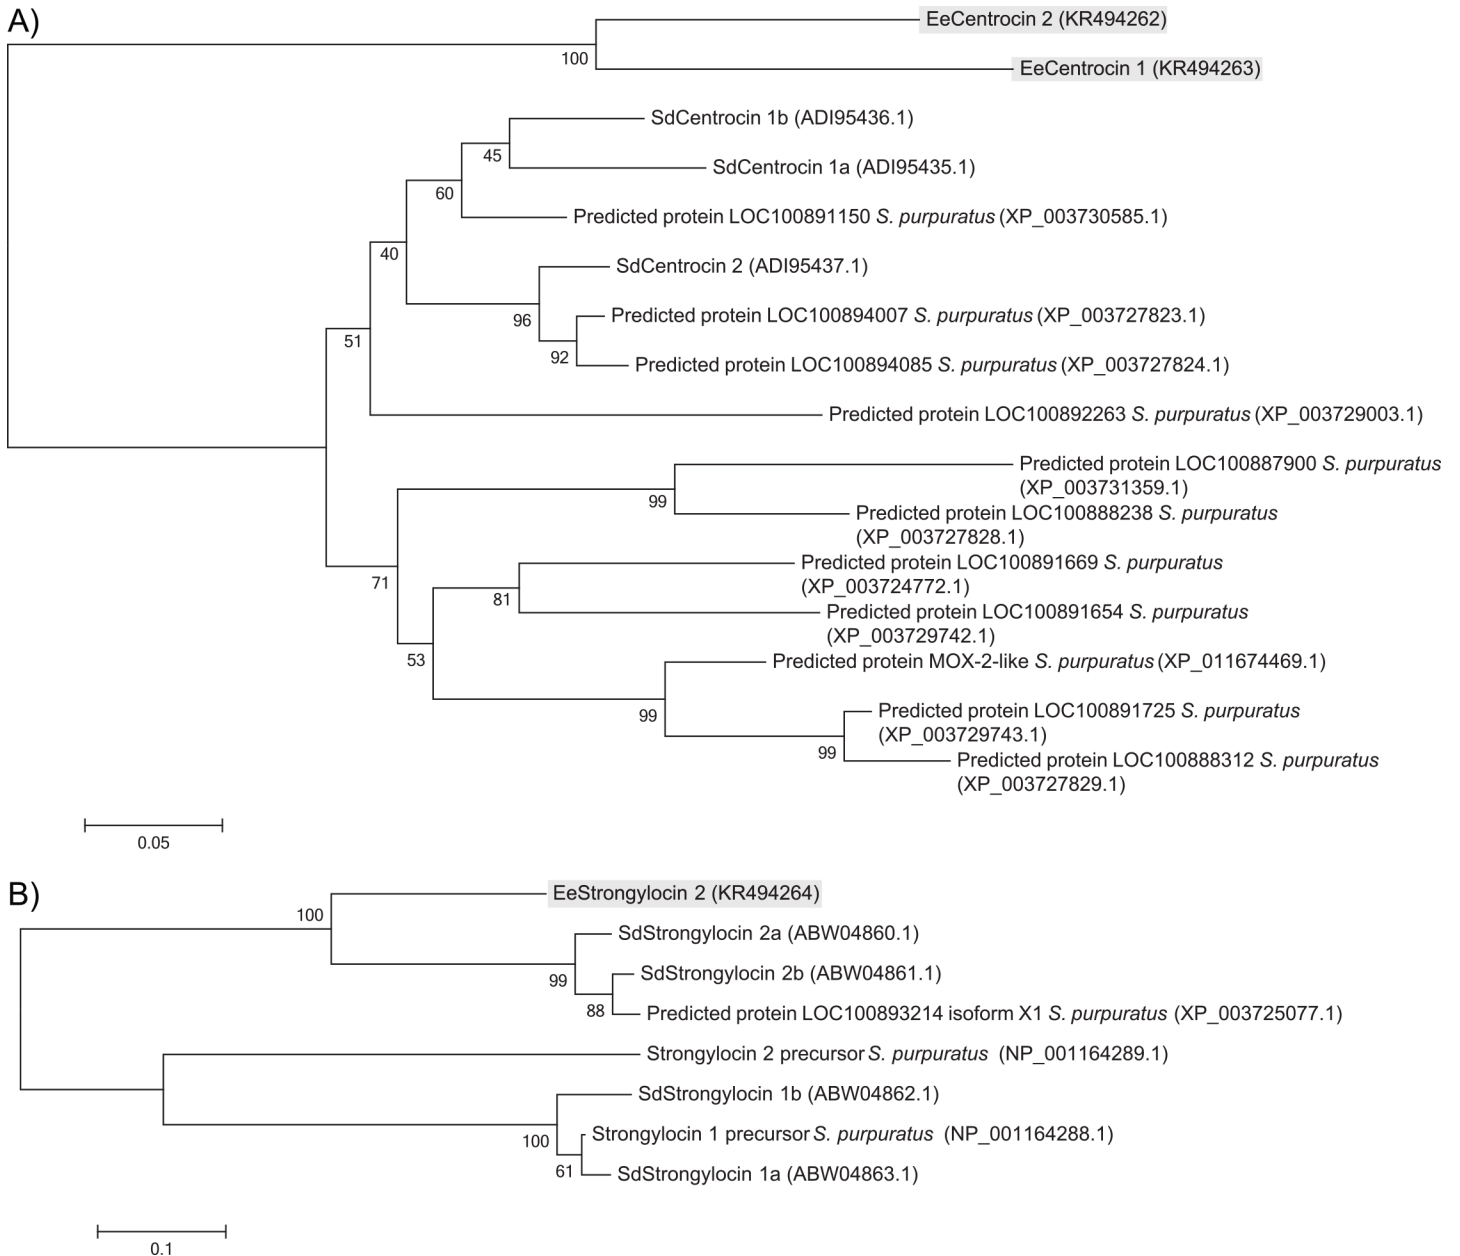 A)
EeCentrocin 2 (KR494262)
100
EeCentrocin 1 (KR494263)
SdCentrocin 1b (ADI95436.1)
45
SdCentrocin 1a (ADI95435.1)
60
Predicted protein LOC100891150 S. purpuratus (XP_003730585.1)
40
SdCentrocin 2 (ADI95437.1)
96
Predicted protein LOC100894007 S. purpuratus (XP_003727823.1)
51
92
Predicted protein LOC100894085 S. purpuratus (XP_003727824.1)
Predicted protein LOC100892263 S. purpuratus (XP_003729003.1)
Predicted protein LOC100887900 S. purpuratus
(XP_003731359.1)
99
Predicted protein LOC100888238 S. purpuratus
(XP_003727828.1)
71
Predicted protein LOC100891669 S. purpuratus
(XP_003724772.1)
81
Predicted protein LOC100891654 S. purpuratus
(XP_003729742.1)
53
Predicted protein MOX-2-like S. purpuratus (XP_011674469.1)
99
Predicted protein LOC100891725 S. purpuratus
(XP_003729743.1)
99
Predicted protein LOC100888312 S. purpuratus
(XP_003727829.1)
0.05
B)
EeStrongylocin 2 (KR494264)
100
SdStrongylocin 2a (ABW04860.1)
99
SdStrongylocin 2b (ABW04861.1)
88
Predicted protein LOC100893214 isoform X1 S. purpuratus (XP_003725077.1)
Strongylocin 2 precursor S. purpuratus (NP_001164289.1)
SdStrongylocin 1b (ABW04862.1)
100
Strongylocin 1 precursor S. purpuratus (NP_001164288.1)
61
SdStrongylocin 1a (ABW04863.1)
0.1